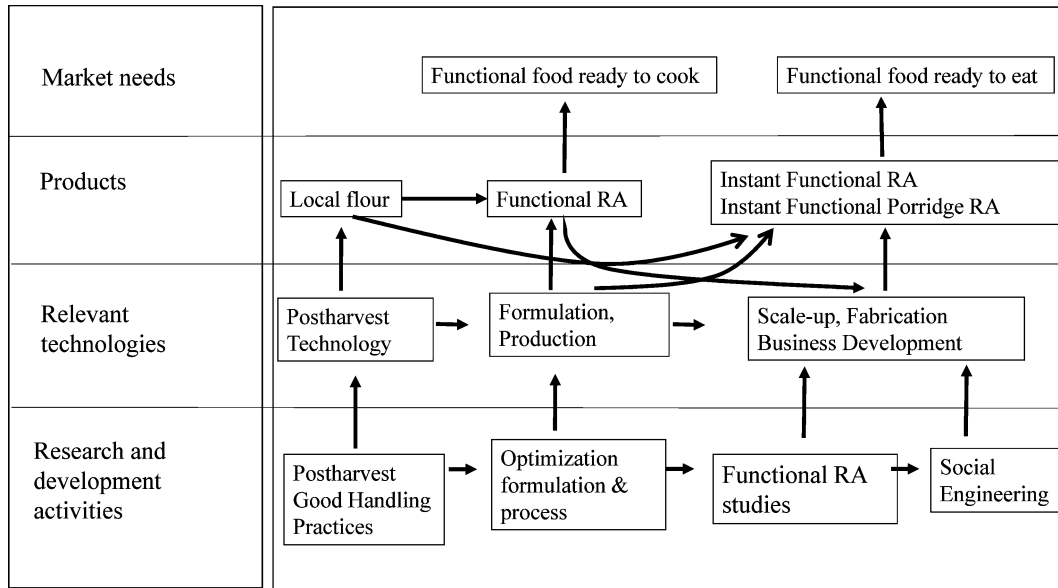 Market needs
Functional food ready to cook
Functional food ready to eat
Products
Local flour
Functional RA
Instant Functional RA
Instant Functional Porridge RA
Relevant
technologies
Postharvest
Technology
Formulation,
Production
Scale-up, Fabrication
Business Development
Research and
development
activities
Postharvest
Good Handling
Practices
Optimization
formulation &
process
Functional RA
studies
Social
Engineering